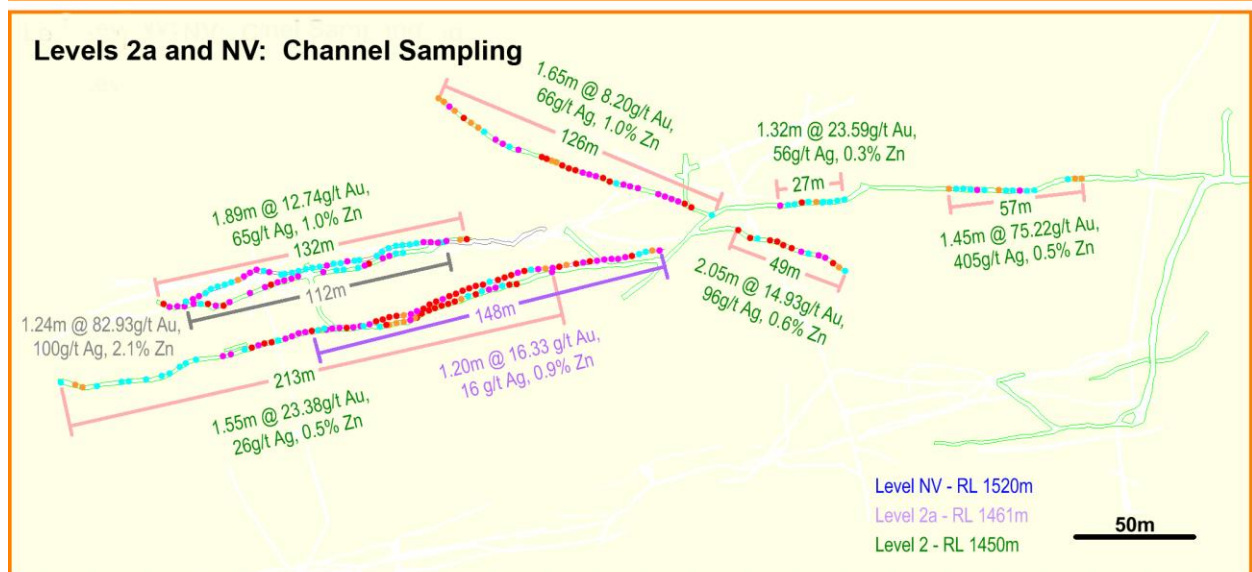 Levels 2a and NV: Channel Sampling
1.65m @ 8.20g/t Au,
66g/t Ag, 1.0% Zn
126m
1.32m @ 23.59g/t Au,
56g/t Ag, 0.3% Zn
27m
57m
1.45m @ 75.22g/t Au,
405g/t Ag, 0.5% Zn
1.89m @ 12.74g/t Au,
65g/t Ag, 1.0% Zn
132m
112m
1.24m @ 82.93g/t Au,
100g/t Ag, 2.1% Zn
49m
2.05m @ 14.93g/t Au,
96g/t Ag, 0.6% Zn
148m
1.20m @ 16.33 g/t Au,
16 g/t Ag, 0.9% Zn
213m
1.55m @ 23.38g/t Au,
26g/t Ag, 0.5% Zn
Level NV - RL 1520m
Level 2a - RL 1461m
Level 2 - RL 1450m
50m